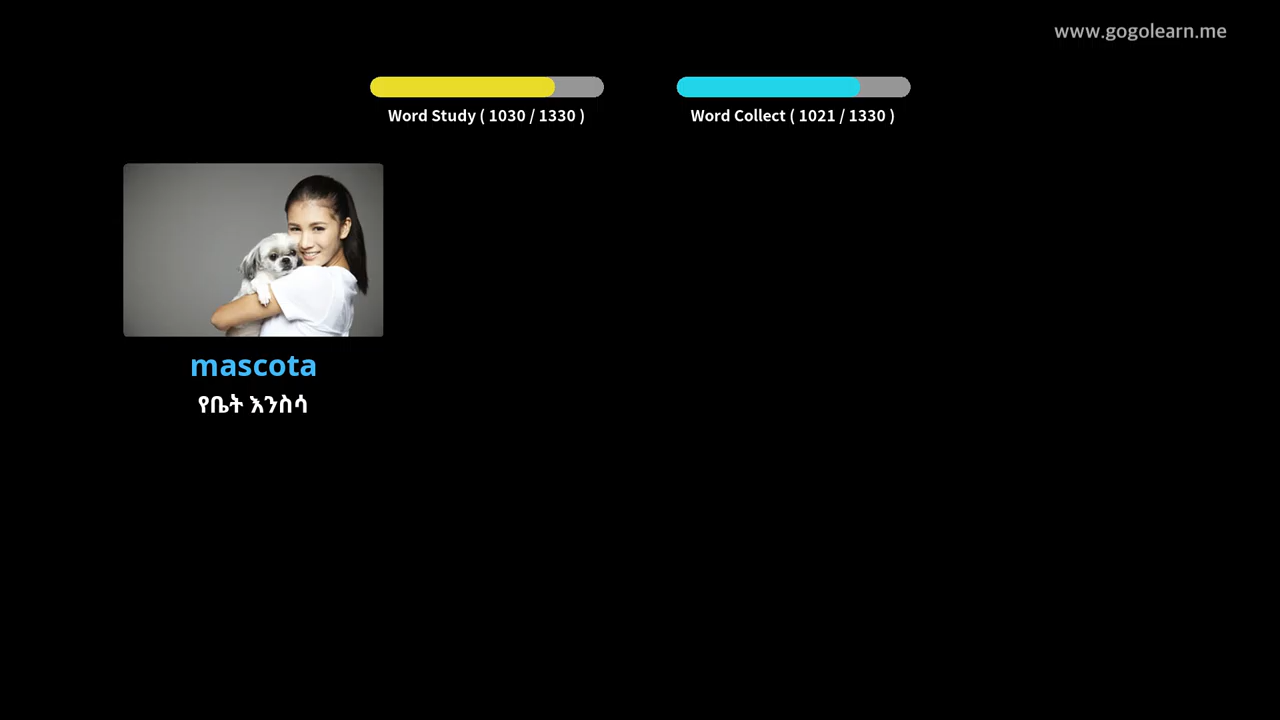 www.gogolearn.me
Word Study ( 1030 / 1330 )
Word Collect ( 1021 / 1330 )
mascota
የቤት እንስሳ